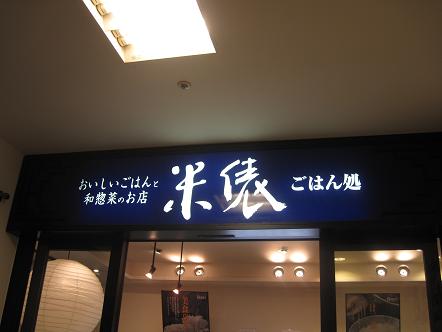 おいしいごはんと
和惣菜のお店
米俵
ごはん処